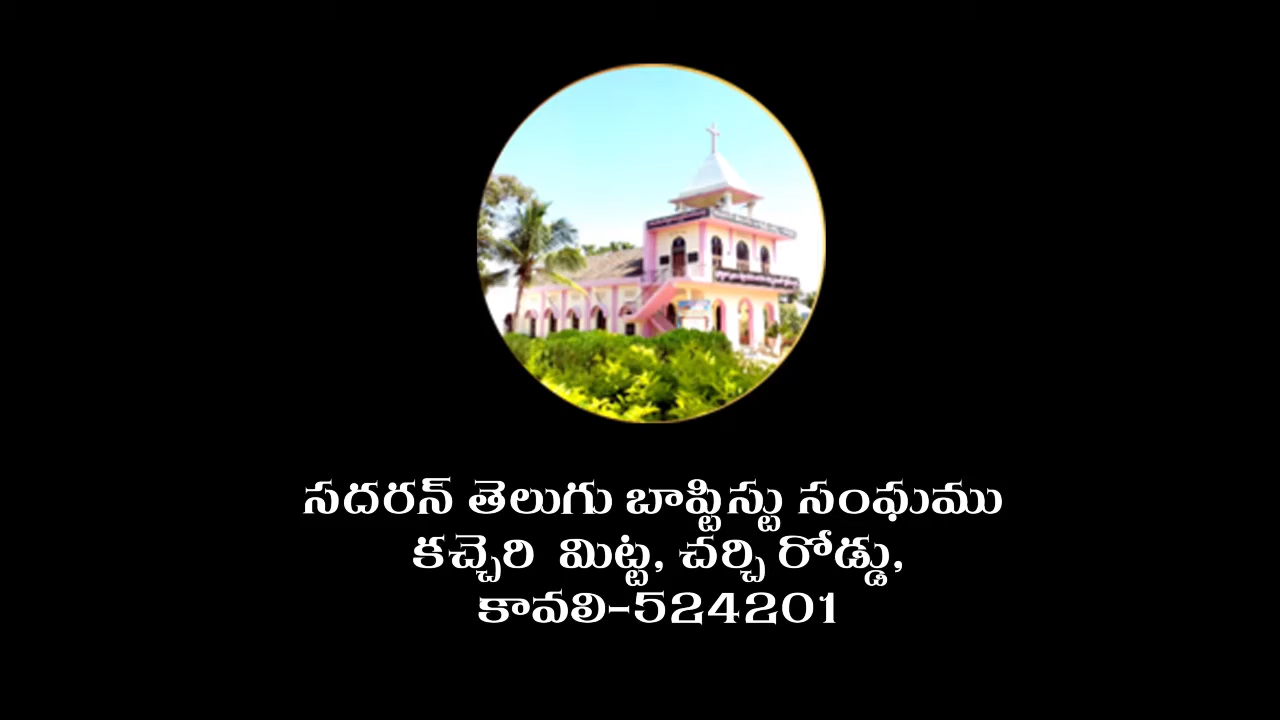 సదరన్ తెలుగు బాప్టిస్టు సంఘము
కచ్చెరి మిట్ట, చర్చి రోడ్డు,
కావలి-524201